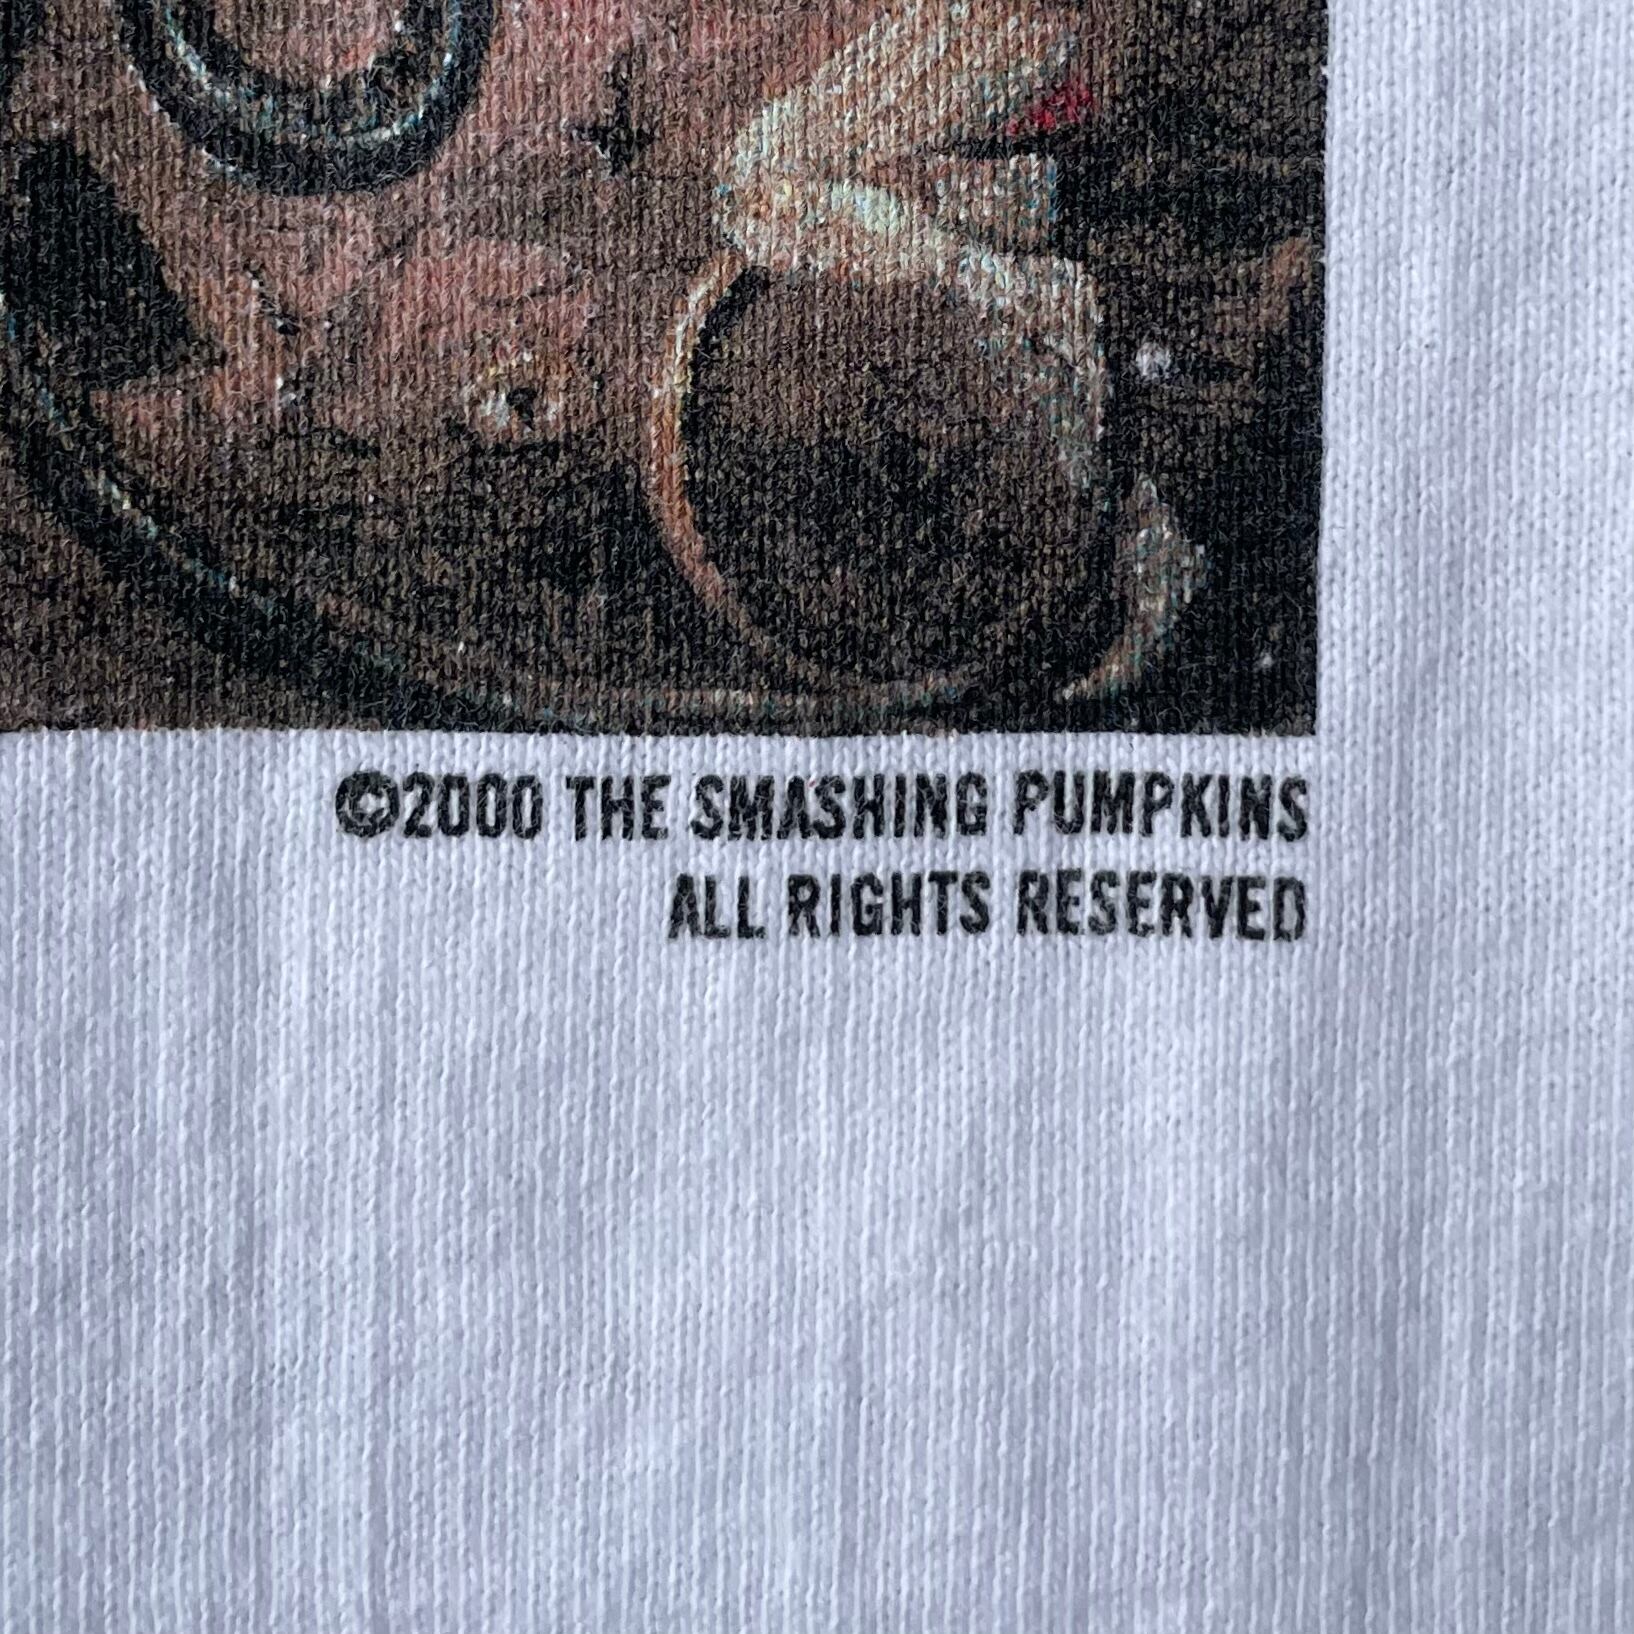 ©2000 THE SMASHING PUMPKINS
ALL RIGHTS RESERVED